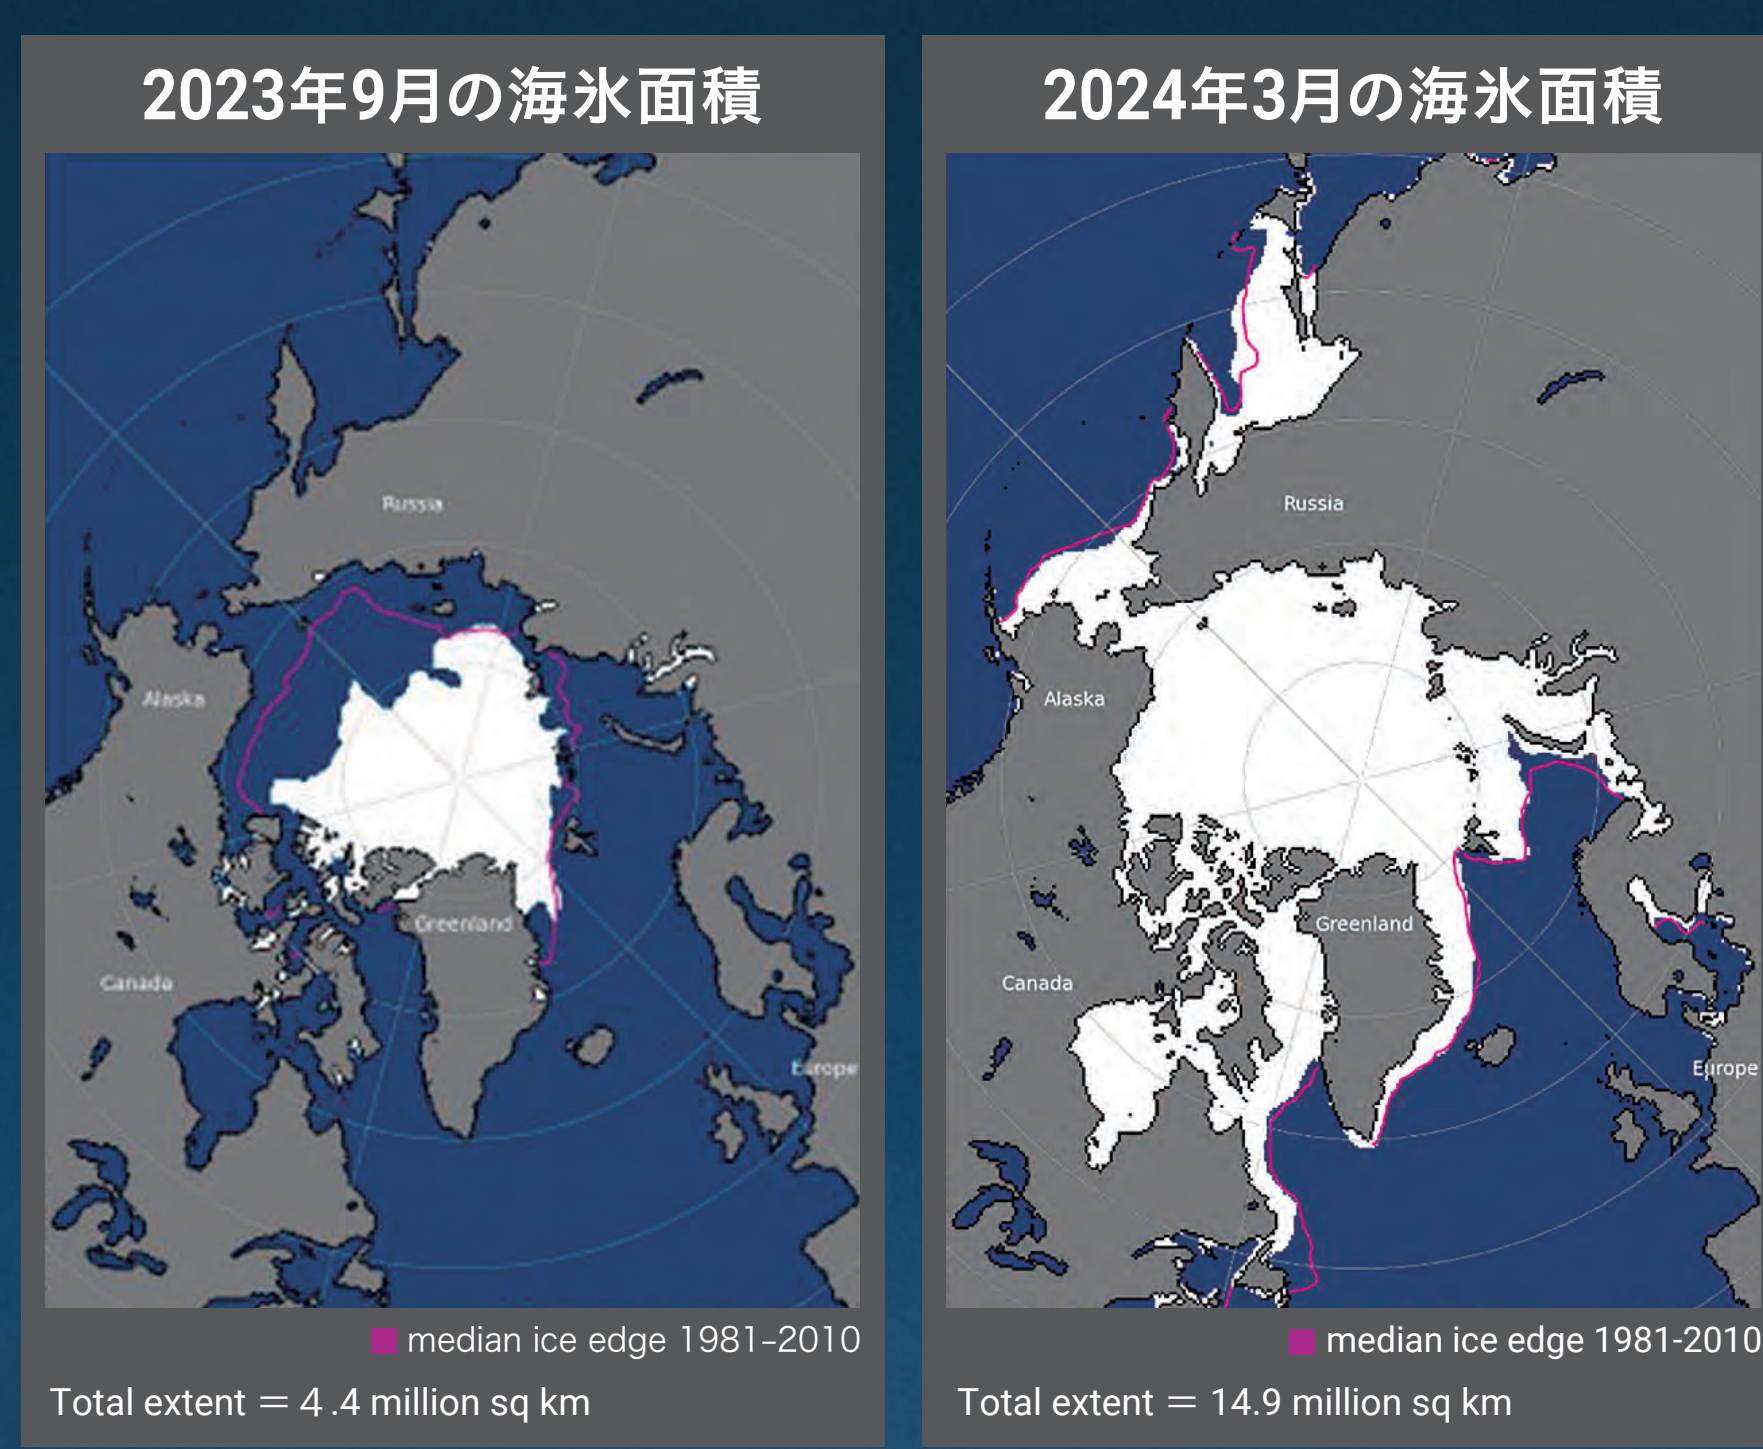 2023年9月の海氷面積
Russia
Alaska
Greenland
Canada
Europe
median ice edge 1981–2010
Total extent ＝ 4.4 million sq km
2024年3月の海氷面積
Russia
Alaska
Greenland
Canada
Europe
median ice edge 1981-2010
Total extent ＝ 14.9 million sq km